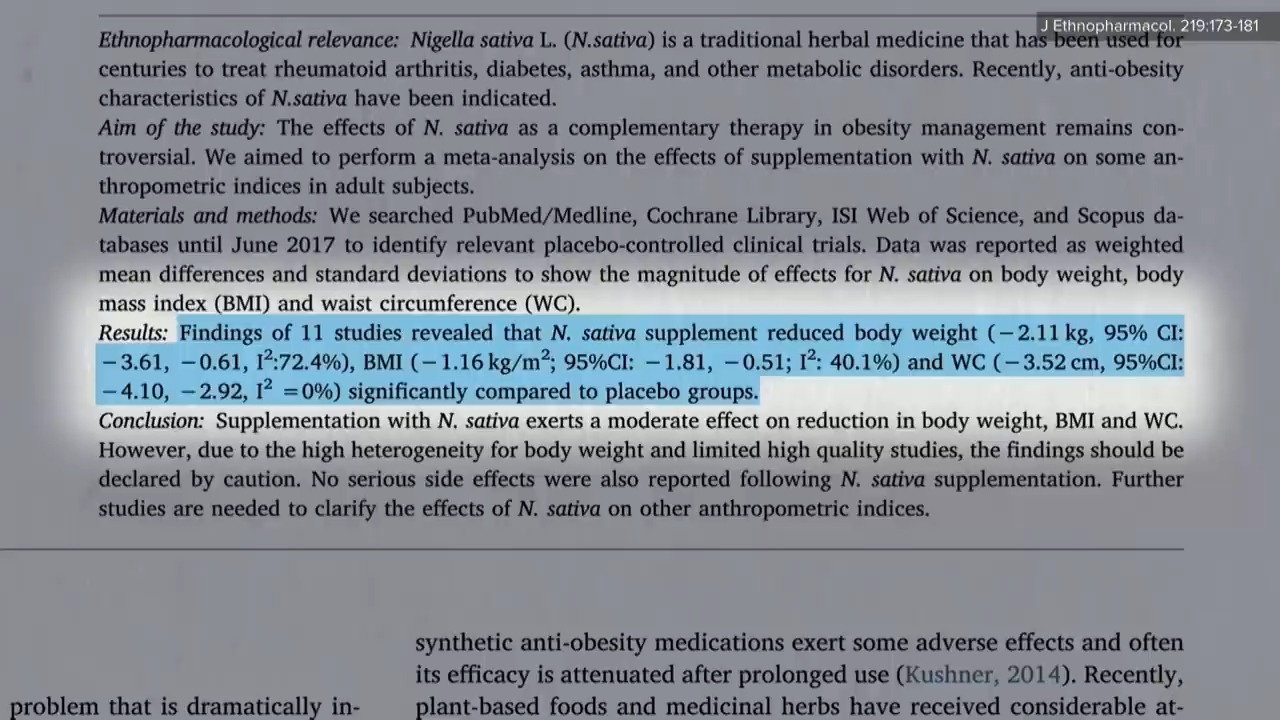 J Ethnopharmacol. 219:173-181
Ethnopharmacological relevance: Nigella sativa L. (N.sativa) is a traditional herbal medicine that has been used for
centuries to treat rheumatoid arthritis, diabetes, asthma, and other metabolic disorders. Recently, anti-obesity
characteristics of N.sativa have been indicated.
Aim of the study: The effects of N. sativa as a complementary therapy in obesity management remains con-
troversial. We aimed to perform a meta-analysis on the effects of supplementation with N. sativa on some an-
thropometric indices in adult subjects.
Materials and methods: We searched PubMed/Medline, Cochrane Library, ISI Web of Science, and Scopus da-
tabases until June 2017 to identify relevant placebo-controlled clinical trials. Data was reported as weighted
mean differences and standard deviations to show the magnitude of effects for N. sativa on body weight, body
mass index (BMI) and waist circumference (WC).
Results: Findings of 11 studies revealed that N. sativa supplement reduced body weight (−2.11 kg, 95% CI:
−3.61, −0.61, I²:72.4%), BMI (−1.16 kg/m²; 95%CI: −1.81, −0.51; I²: 40.1%) and WC (−3.52 cm, 95%CI:
−4.10, −2.92, I² =0%) significantly compared to placebo groups.
Conclusion: Supplementation with N. sativa exerts a moderate effect on reduction in body weight, BMI and WC.
However, due to the high heterogeneity for body weight and limited high quality studies, the findings should be
declared by caution. No serious side effects were also reported following N. sativa supplementation. Further
studies are needed to clarify the effects of N. sativa on other anthropometric indices.
problem that is dramatically in-
synthetic anti-obesity medications exert some adverse effects and often
its efficacy is attenuated after prolonged use (Kushner, 2014). Recently,
plant-based foods and medicinal herbs have received considerable at-